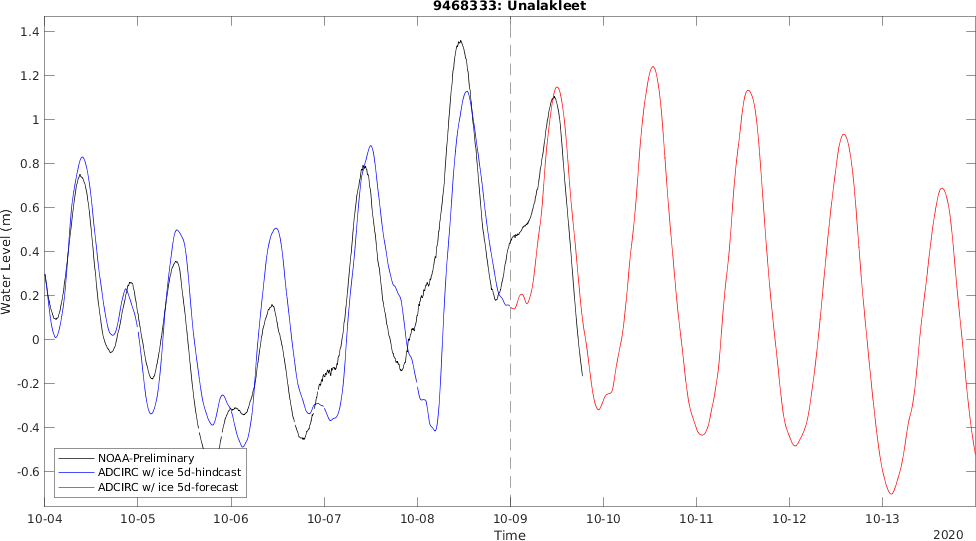 9468333: Unalakleet
Water Level (m)
1.4
1.2
1
0.8
0.6
0.4
0.2
0
-0.2
-0.4
-0.6
NOAA-Preliminary
ADCIRC w/ ice 5d-hindcast
ADCIRC w/ ice 5d-forecast
10-04 10-05 10-06 10-07 10-08 10-09 10-10 10-11 10-12 10-13
Time
2020